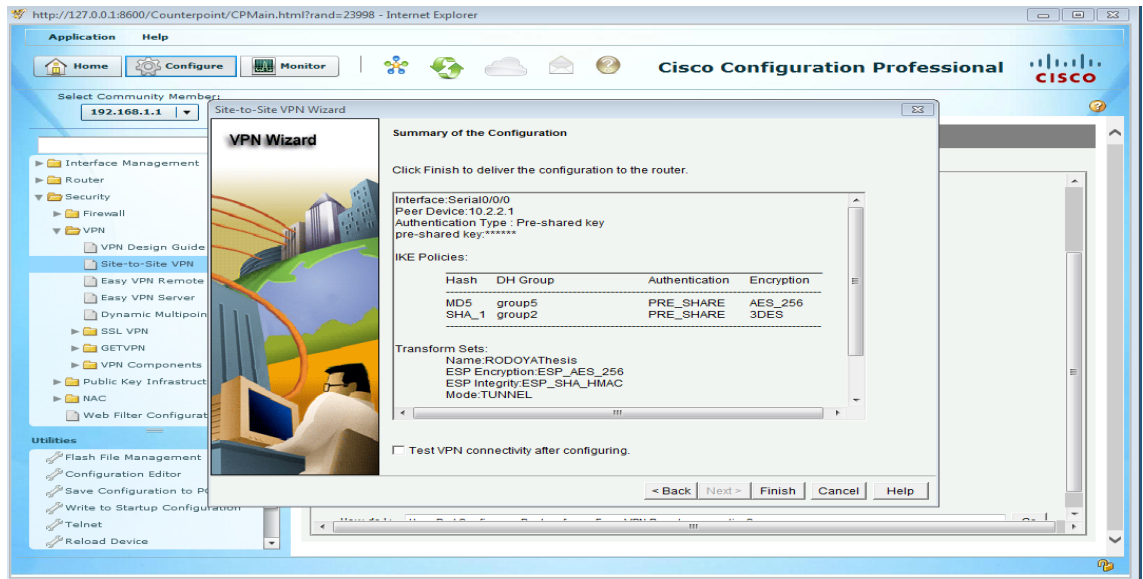 http://127.0.0.1:8600/Counterpoint/CPMain.html?rand=23998 - Internet Explorer
Application Help
Home Configure Monitor Cisco Configuration Professional CISCO
Select Community Member:
192.168.1.1
Interface Management
Router
Security
Firewall
VPN
VPN Design Guide
Site-to-Site VPN
Easy VPN Remote
Easy VPN Server
Dynamic Multipoin
SSL VPN
GETVPN
VPN Components
Public Key Infrastruct
NAC
Web Filter Configurat
Utilities
Flash File Management
Configuration Editor
Save Configuration to PC
Write to Startup Configuration
Telnet
Reload Device
Site-to-Site VPN Wizard
VPN Wizard
Summary of the Configuration
Click Finish to deliver the configuration to the router.
Interface:Serial0/0/0
Peer Device:10.2.2.1
Authentication Type : Pre-shared key
pre-shared key:******
IKE Policies:
Hash DH Group Authentication Encryption
MD5 group5 PRE_SHARE AES_256
SHA_1 group2 PRE_SHARE 3DES
Transform Sets:
Name:RODOYAThesis
ESP Encryption:ESP_AES_256
ESP Integrity:ESP_SHA_HMAC
Mode:TUNNEL
Test VPN connectivity after configuring.
< Back Next > Finish Cancel Help